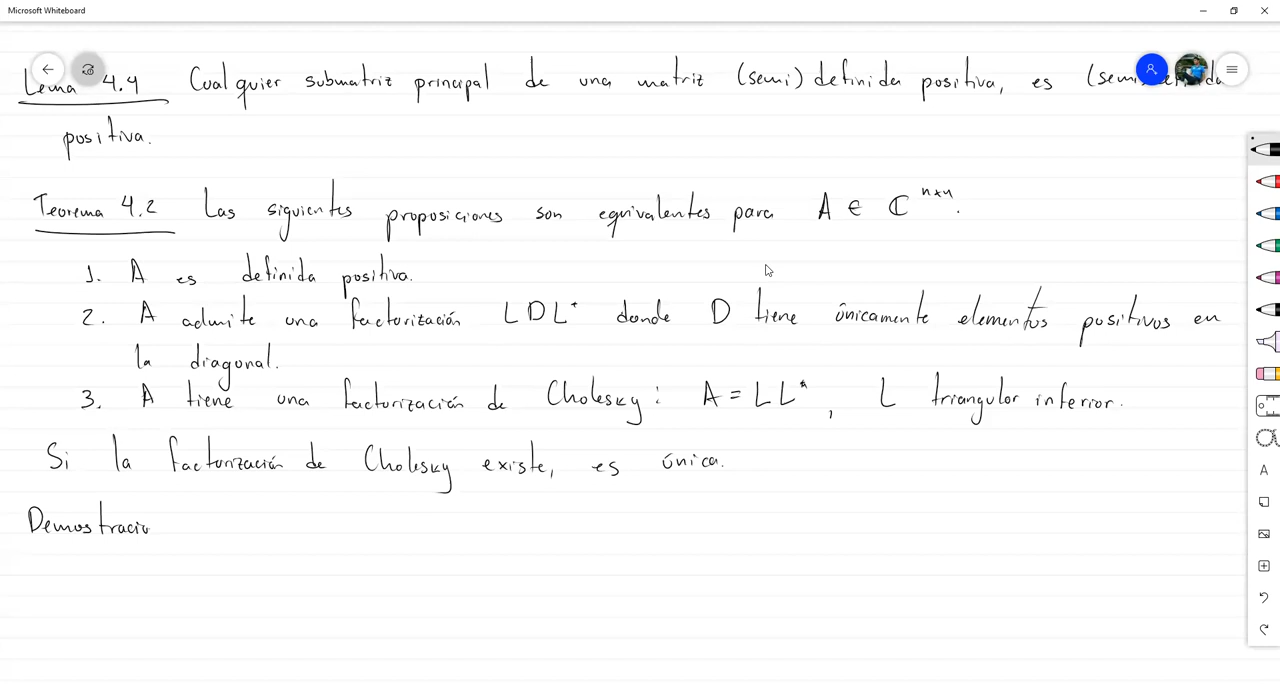 Microsoft Whiteboard
Lema 4.4 Cualquier submatriz principal de una matriz (semi) definida positiva, es (semi) definida
positiva.
Teorema 4.2 Las siguientes proposiciones son equivalentes para A ∈ ℂⁿˣⁿ.
1. A es definida positiva.
2. A admite una factorización LDL* donde D tiene únicamente elementos positivos en
la diagonal.
3. A tiene una factorización de Cholesky: A = LL*, L triangular inferior.
Si la factorización de Cholesky existe, es única.
Demostració
A